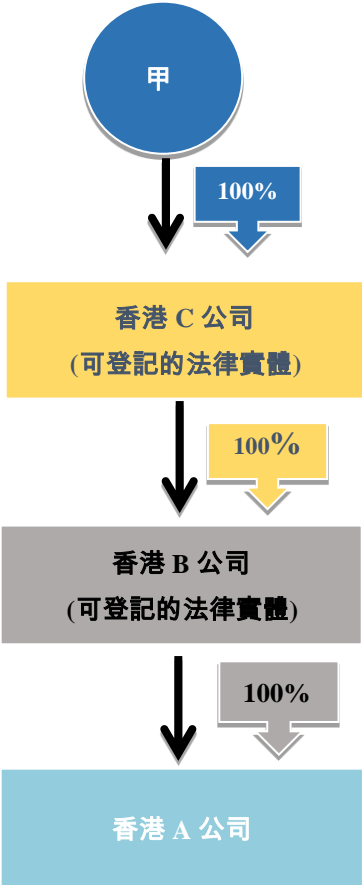 甲
100%
香港 C 公司
(可登記的法律實體)
100%
香港 B 公司
(可登記的法律實體)
100%
香港 A 公司